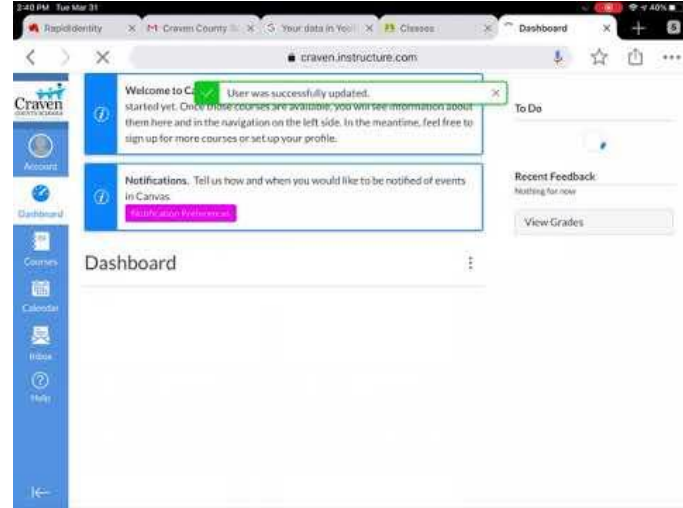 2:40 PM Tue Mar 31
40%
RapidIdentity
Craven County
Your data in Your
Classes
Dashboard
5
craven.instructure.com
Craven
Welcome to Ca
User was successfully updated.
started yet. Once those courses are available, you will see information about
them here and in the navigation on the left side. In the meantime, feel free to
sign up for more courses or set up your profile.
To Do
Notifications. Tell us how and when you would like to be notified of events
in Canvas.
Notification Preferences
Recent Feedback
Nothing for now
View Grades
Account
Dashboard
Courses
Calendar
Inbox
Help
Dashboard